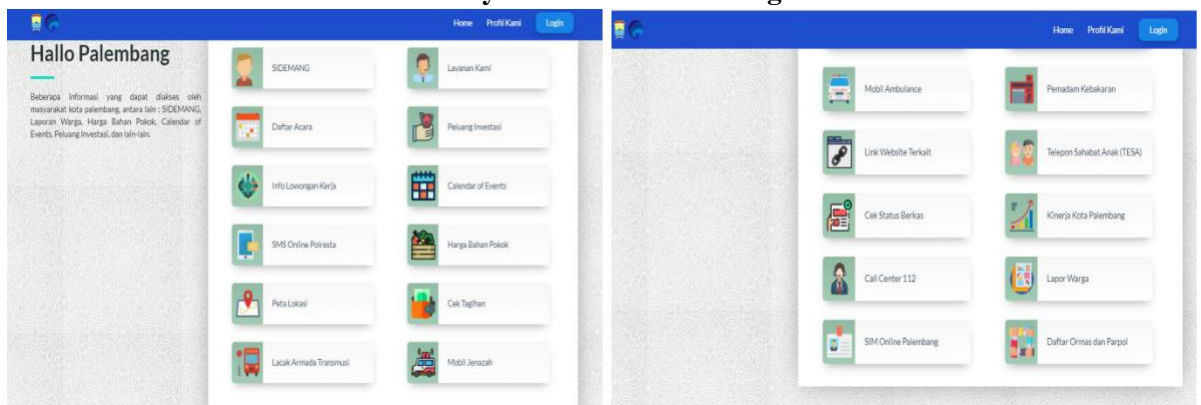 Home Profil Kami Login
Hallo Palembang
Beberapa informasi yang dapat diakses oleh
masyarakat kota palembang, antara lain : SIDEMANG,
Laporan Warga, Harga Bahan Pokok, Calendar of
Events, Peluang Investasi, dan lain-lain.
SIDEMANG
Layanan Kami
Daftar Acara
Peluang Investasi
Info Lowongan Kerja
Calendar of Events
SMS Online Polresta
Harga Bahan Pokok
Peta Lokasi
Cek Tagihan
Lacak Armada Transmusi
Mobil Jenazah
Home Profil Kami Login
Mobil Ambulance
Pemadam Kebakaran
Link Website Terkait
Telepon Sahabat Anak (TESA)
Cek Status Berkas
Kinerja Kota Palembang
Call Center 112
Lapor Warga
SIM Online Palembang
Daftar Ormas dan Parpol